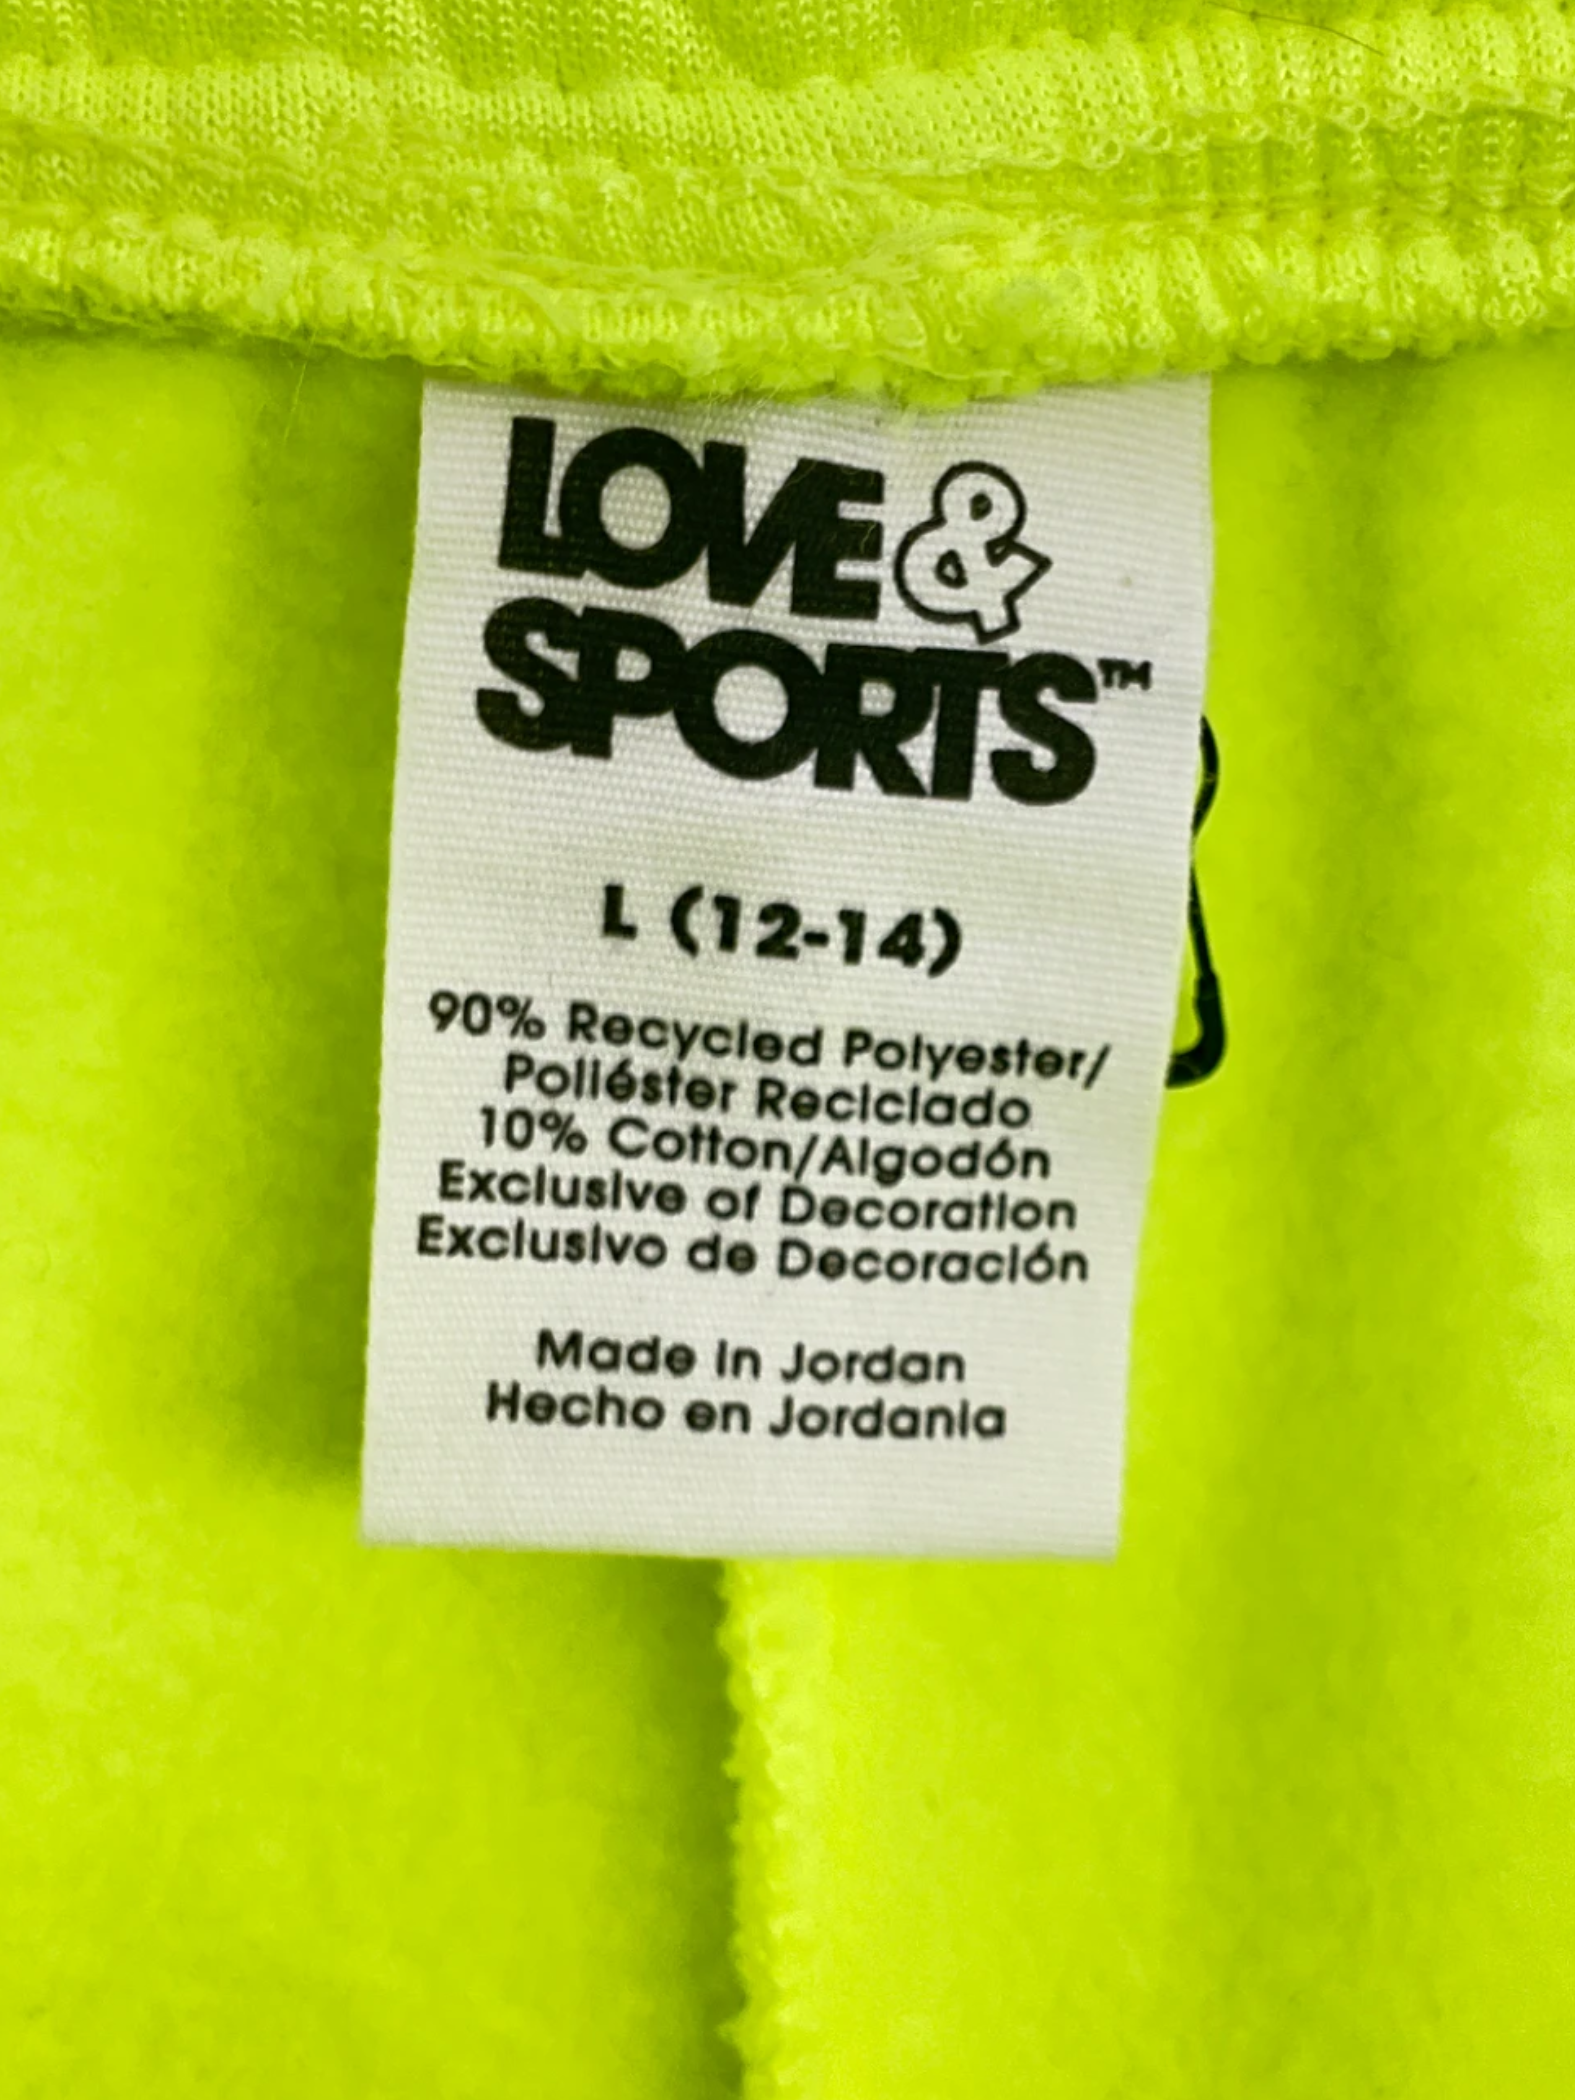 LOVE &
SPORTS™
L (12-14)
90% Recycled Polyester/
Poliéster Reciclado
10% Cotton/Algodón
Exclusive of Decoration
Exclusivo de Decoración
Made in Jordan
Hecho en Jordania